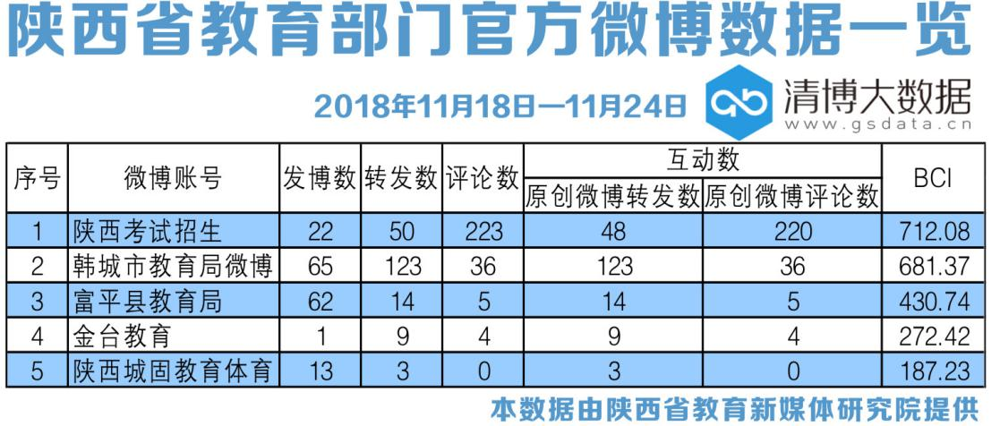 陕西省教育部门官方微博数据一览
2018年11月18日—11月24日
清博大数据
www.gsdata.cn
序号 微博账号 发博数 转发数 评论数 互动数 BCI
原创微博转发数 原创微博评论数
1 陕西考试招生 22 50 223 48 220 712.08
2 韩城市教育局微博 65 123 36 123 36 681.37
3 富平县教育局 62 14 5 14 5 430.74
4 金台教育 1 9 4 9 4 272.42
5 陕西城固教育体育 13 3 0 3 0 187.23
本数据由陕西省教育新媒体研究院提供